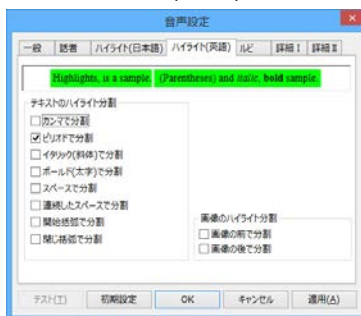 音声設定
一般 話者 ハイライト(日本語) ハイライト(英語) ルビ 詳細 I 詳細 II
Highlights, is a sample. (Parentheses) and italic, bold sample.
テキストのハイライト分割
カンマで分割
ピリオドで分割
イタリック(斜体)で分割
ボールド(太字)で分割
スペースで分割
連続したスペースで分割
開始括弧で分割
閉じ括弧で分割
画像のハイライト分割
画像の前で分割
画像の後で分割
テスト(T) 初期設定 OK キャンセル 適用(A)